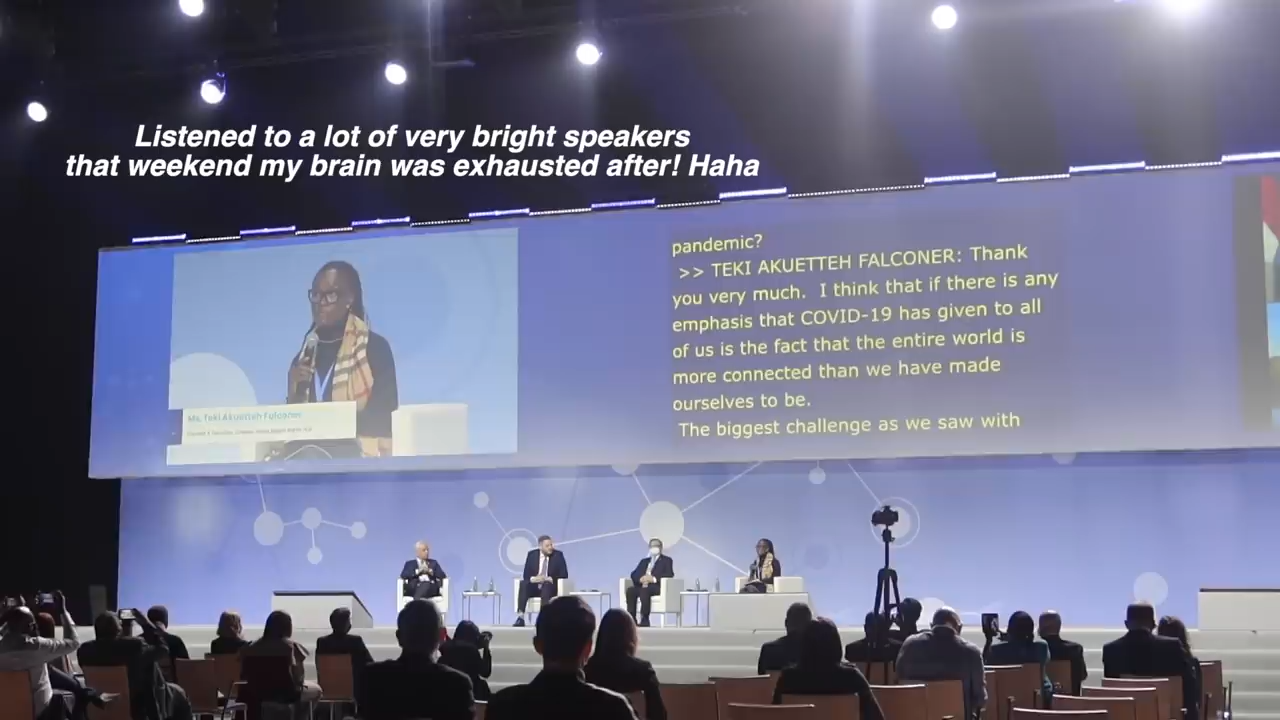 Listened to a lot of very bright speakers
that weekend my brain was exhausted after! Haha
pandemic?
>> TEKI AKUETTEH FALCONER: Thank
you very much. I think that if there is any
emphasis that COVID-19 has given to all
of us is the fact that the entire world is
more connected than we have made
ourselves to be.
The biggest challenge as we saw with
Ms. Teki Akuetteh Falconer